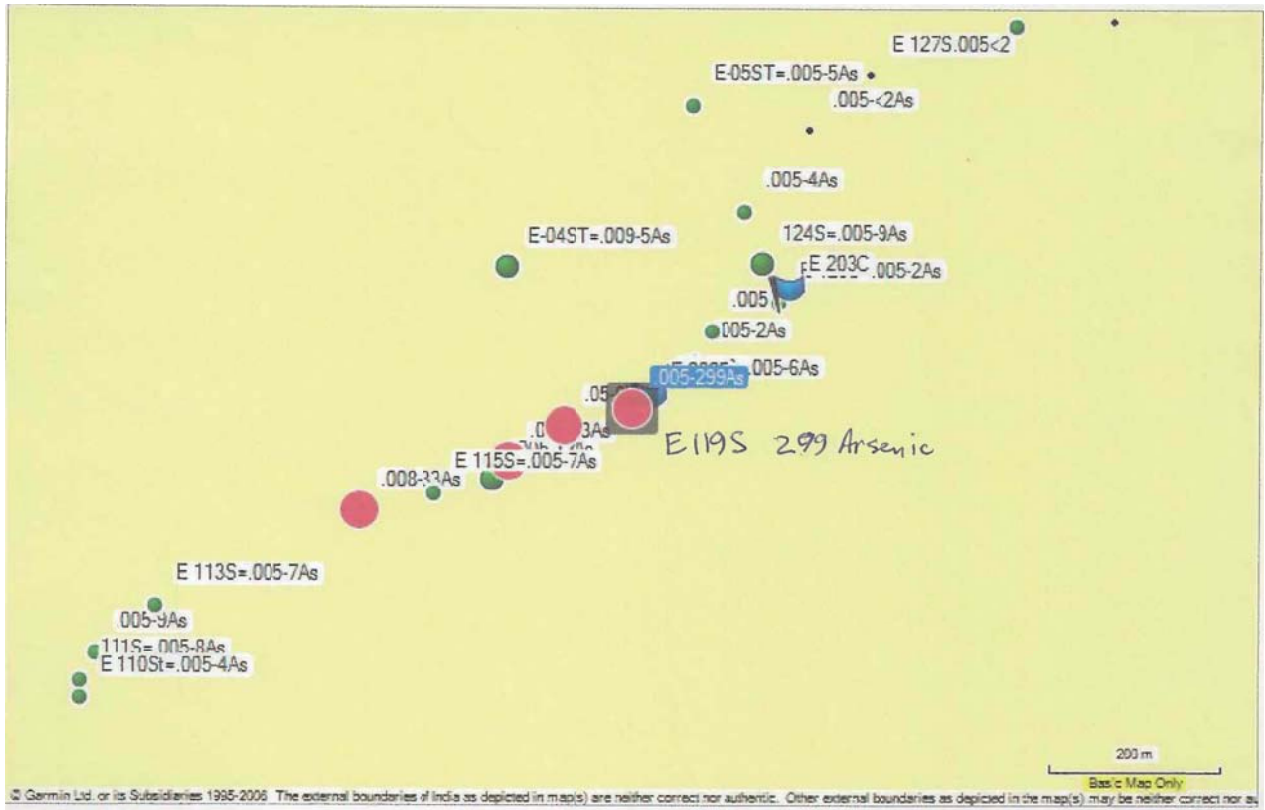 E 127S.005<2
E-05ST=.005-5As
.005-<2As
.005-4As
124S=.005-9As
E-04ST=.009-5As
E 203C .005-2As
.005
005-2As
.005-6As
.005-299As
.05-
3As
E119S 299 Arsenic
E 115S=.005-7As
.008-33As
E 113S=.005-7As
.005-9As
111S=.005-8As
E 110St=.005-4As
200 m
Basic Map Only
© Garmin Ltd. or its Subsidiaries 1995-2006 The external boundaries of India as depicted in map(s) are neither correct nor authentic. Other external boundaries as depicted in the map(s) may be neither correct nor au